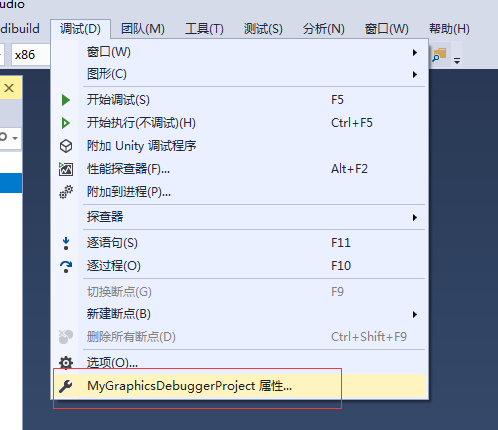 udio
dibuild 调试(D) 团队(M) 工具(T) 测试(S) 分析(N) 窗口(W) 帮助(H)
x86
窗口(W)
图形(C)
开始调试(S) F5
开始执行(不调试)(H) Ctrl+F5
附加 Unity 调试程序
性能探查器(F)... Alt+F2
附加到进程(P)...
探查器
逐语句(S) F11
逐过程(O) F10
切换断点(G) F9
新建断点(B)
删除所有断点(D) Ctrl+Shift+F9
选项(O)...
MyGraphicsDebuggerProject 属性...